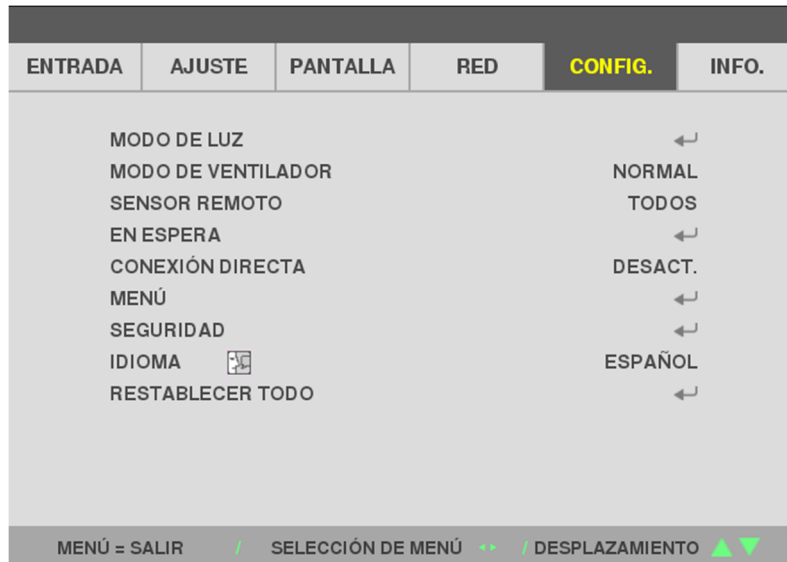 ENTRADA AJUSTE PANTALLA RED CONFIG. INFO.
MODO DE LUZ
MODO DE VENTILADOR NORMAL
SENSOR REMOTO TODOS
EN ESPERA
CONEXIÓN DIRECTA DESACT.
MENÚ
SEGURIDAD
IDIOMA ESPAÑOL
RESTABLECER TODO
MENÚ = SALIR / SELECCIÓN DE MENÚ / DESPLAZAMIENTO